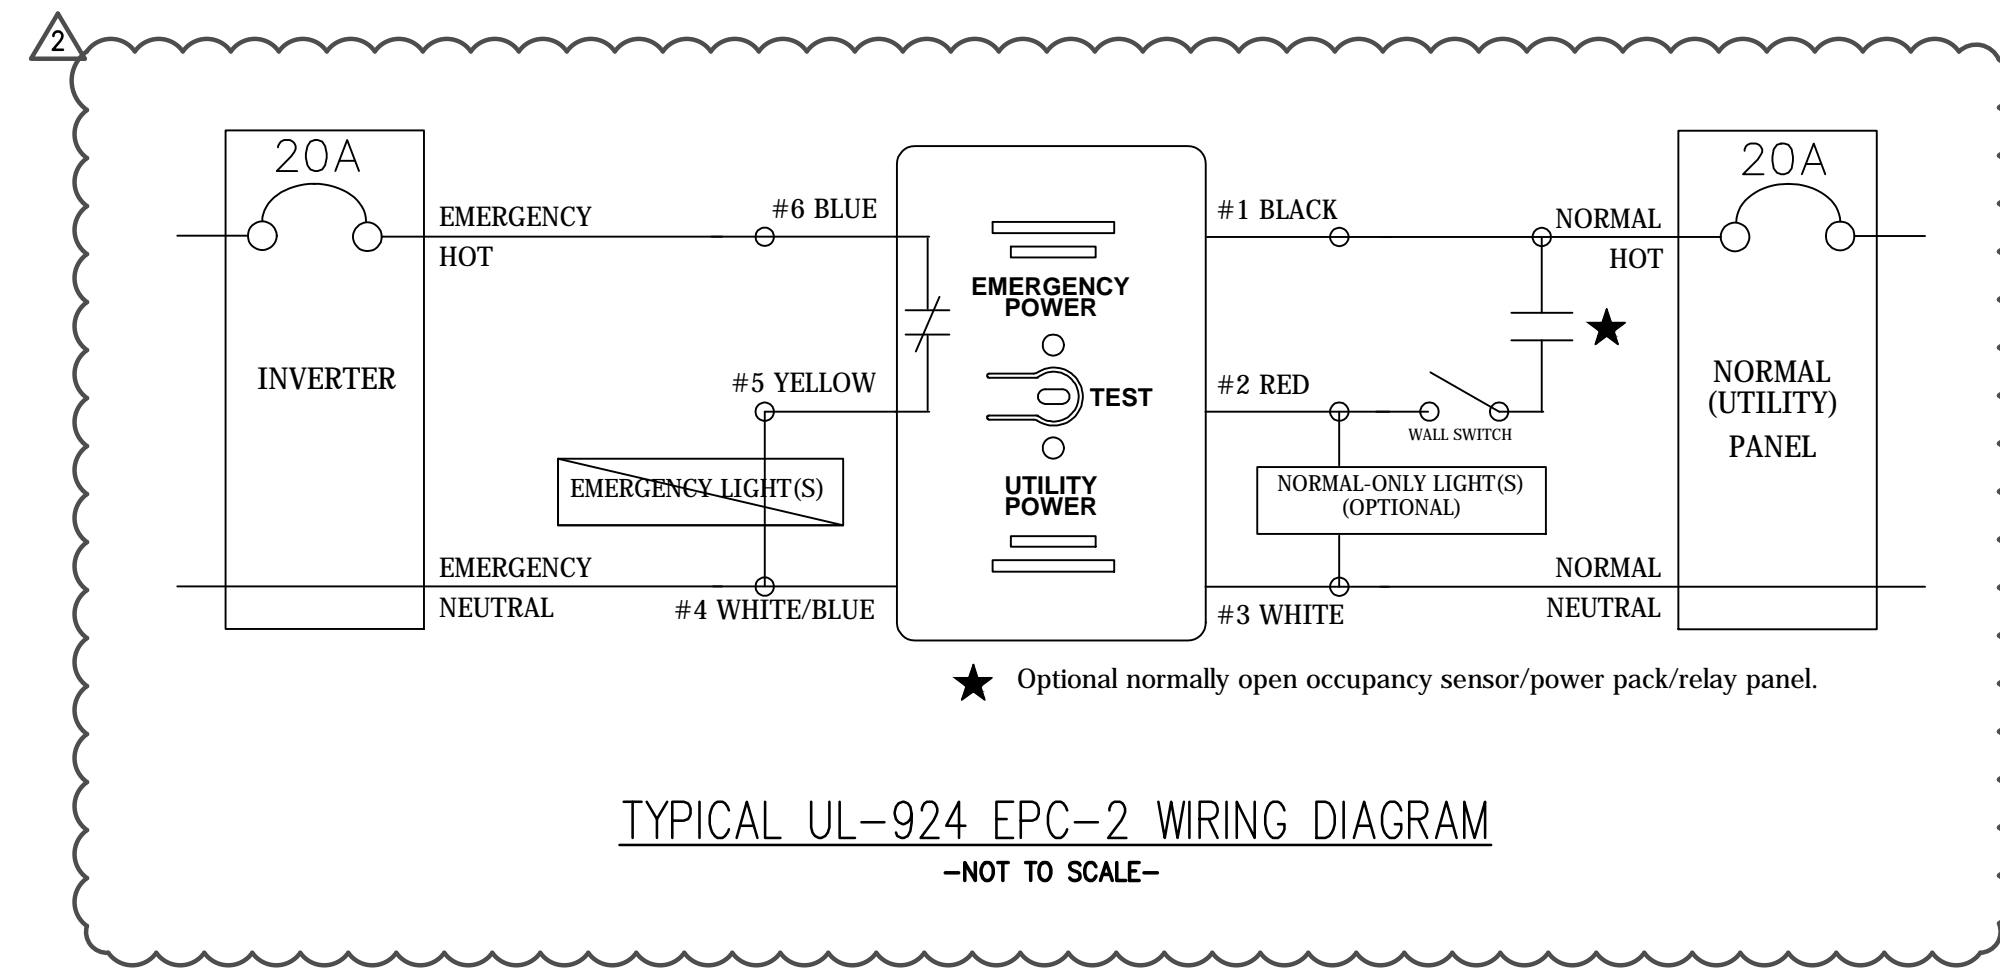 2
20A
20A
#6 BLUE
#1 BLACK
EMERGENCY
HOT
NORMAL
HOT
EMERGENCY
POWER
INVERTER
#5 YELLOW
TEST
#2 RED
WALL SWITCH
NORMAL
(UTILITY)
PANEL
EMERGENCY LIGHT(S)
UTILITY
POWER
NORMAL-ONLY LIGHT(S)
(OPTIONAL)
EMERGENCY
NEUTRAL
#4 WHITE/BLUE
#3 WHITE
NORMAL
NEUTRAL
★ Optional normally open occupancy sensor/power pack/relay panel.
TYPICAL UL-924 EPC-2 WIRING DIAGRAM
-NOT TO SCALE-